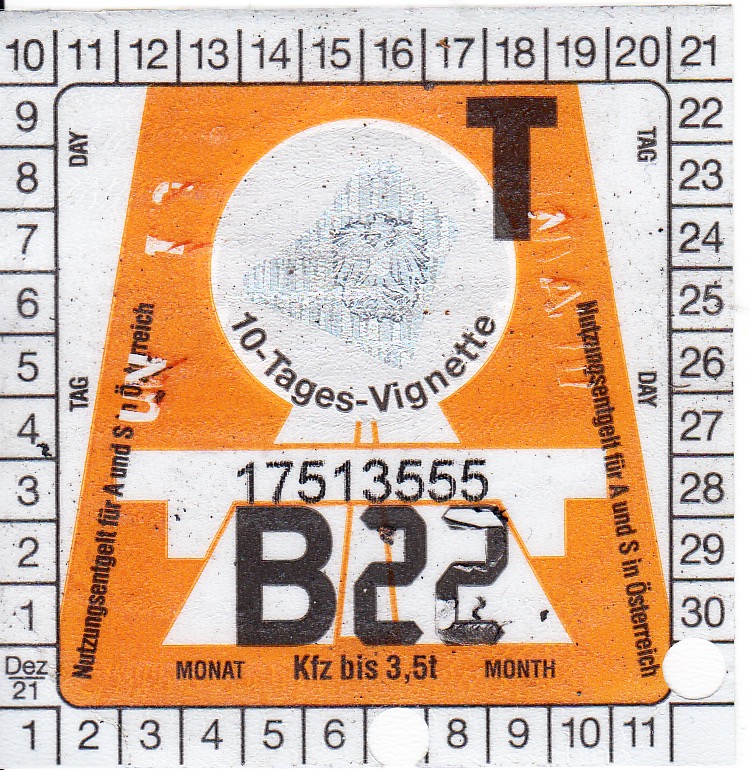 10 11 12 13 14 15 16 17 18 19 20 21
9
8
7
6
5
4
3
2
1
Dez
21
22
23
24
25
26
27
28
29
30
DAY
TAG
TAG
DAY
T
10-Tages-Vignette
Nutzungsentgelt für A und S in Österreich
Nutzungsentgelt für A und S in Österreich
17513555
B22
MONAT Kfz bis 3,5t MONTH
1 2 3 4 5 6 8 9 10 11